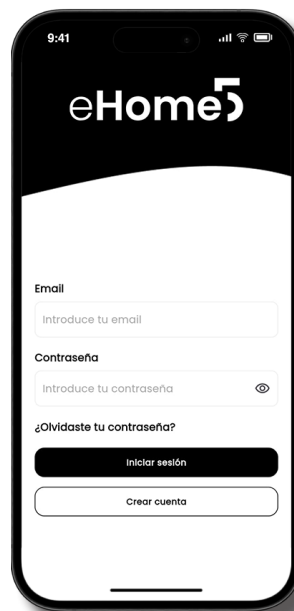 9:41
eHome5
Email
Introduce tu email
Contraseña
Introduce tu contraseña
¿Olvidaste tu contraseña?
Iniciar sesión
Crear cuenta